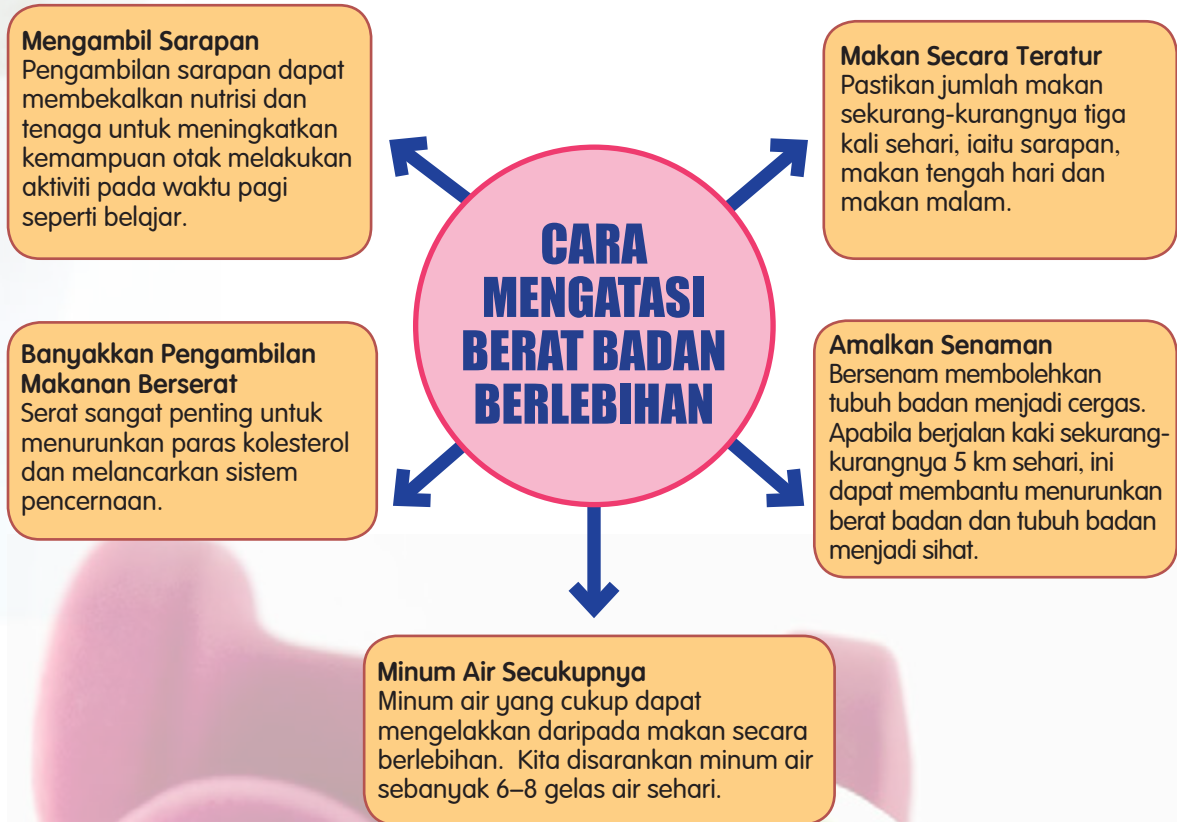 Mengambil Sarapan
Pengambilan sarapan dapat
membekalkan nutrisi dan
tenaga untuk meningkatkan
kemampuan otak melakukan
aktiviti pada waktu pagi
seperti belajar.
Makan Secara Teratur
Pastikan jumlah makan
sekurang-kurangnya tiga
kali sehari, iaitu sarapan,
makan tengah hari dan
makan malam.
CARA
MENGATASI
BERAT BADAN
BERLEBIHAN
Banyakkan Pengambilan
Makanan Berserat
Serat sangat penting untuk
menurunkan paras kolesterol
dan melancarkan sistem
pencernaan.
Amalkan Senaman
Bersenam membolehkan
tubuh badan menjadi cergas.
Apabila berjalan kaki sekurang-
kurangnya 5 km sehari, ini
dapat membantu menurunkan
berat badan dan tubuh badan
menjadi sihat.
Minum Air Secukupnya
Minum air yang cukup dapat
mengelakkan daripada makan secara
berlebihan. Kita disarankan minum air
sebanyak 6–8 gelas air sehari.